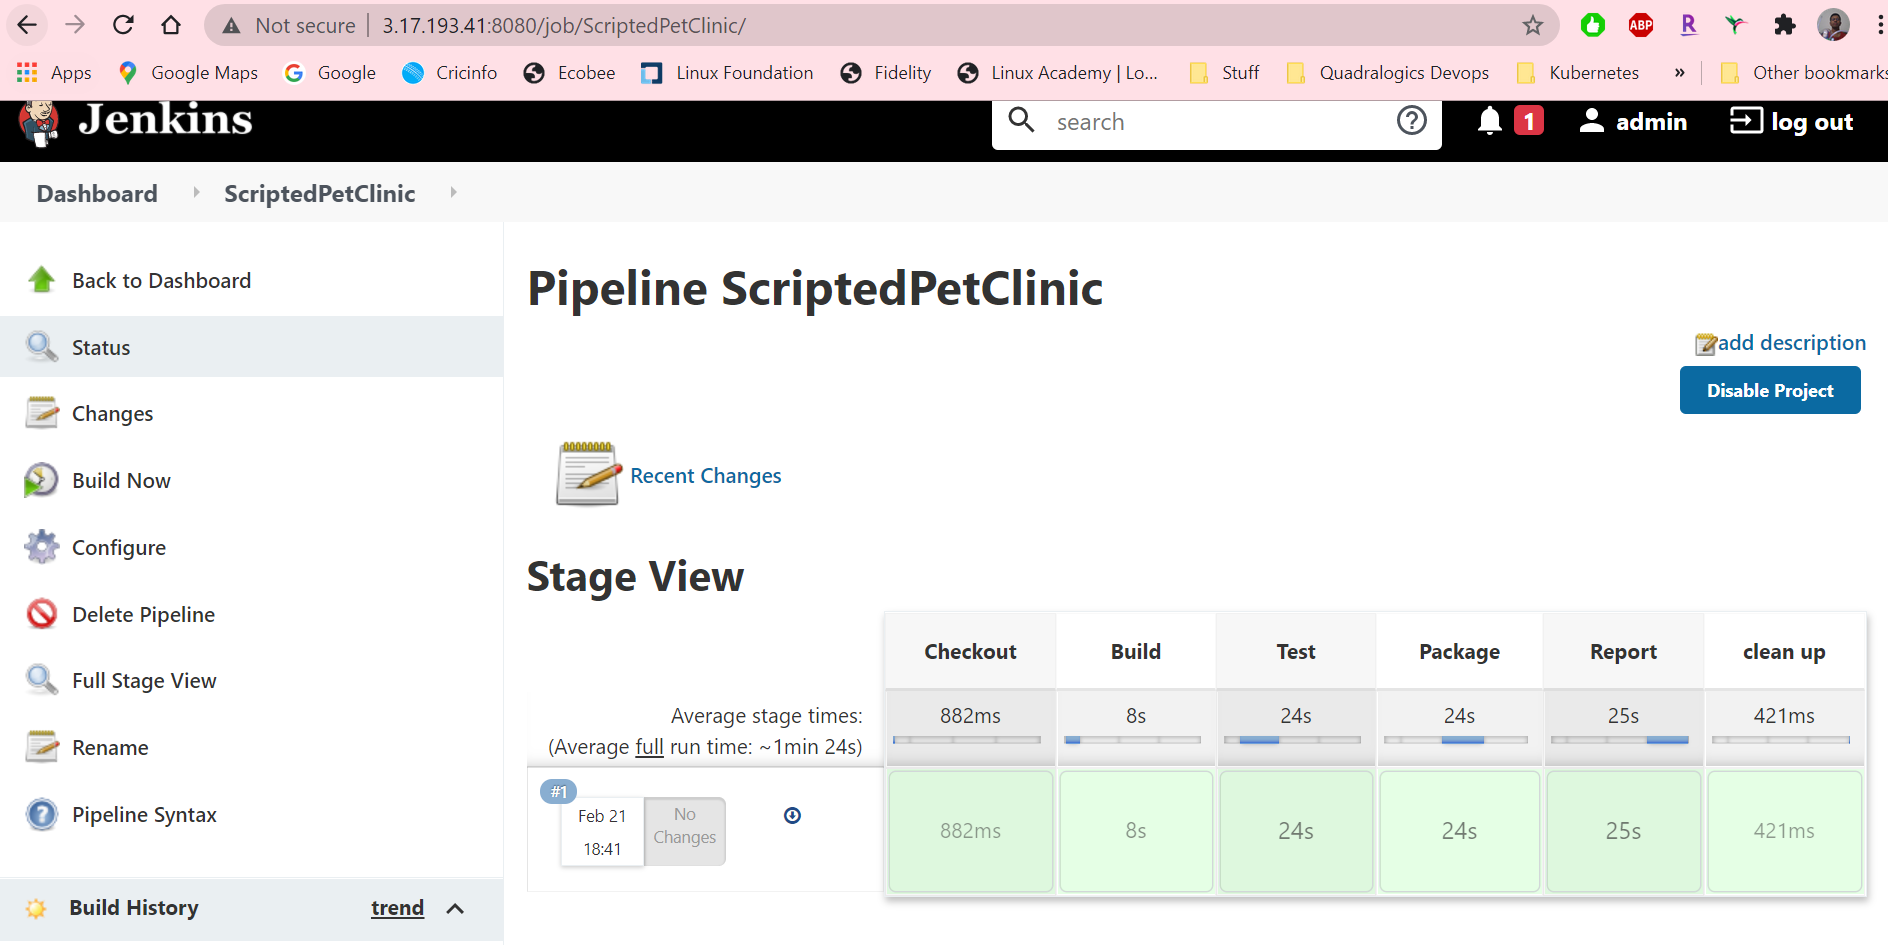 Not secure | 3.17.193.41:8080/job/ScriptedPetClinic/
ABP
R
Apps Google Maps Google Cricinfo Ecobee Linux Foundation Fidelity Linux Academy | Lo... Stuff Quadralogics Devops Kubernetes » Other bookmarks
Jenkins
search
1
admin
log out
Dashboard
ScriptedPetClinic
Back to Dashboard
Status
Changes
Build Now
Configure
Delete Pipeline
Full Stage View
Rename
Pipeline Syntax
Build History
trend
Pipeline ScriptedPetClinic
add description
Disable Project
Recent Changes
Stage View
Checkout Build Test Package Report clean up
Average stage times:
(Average full run time: ~1min 24s)
882ms 8s 24s 24s 25s 421ms
#1
Feb 21
18:41
No
Changes
882ms 8s 24s 24s 25s 421ms